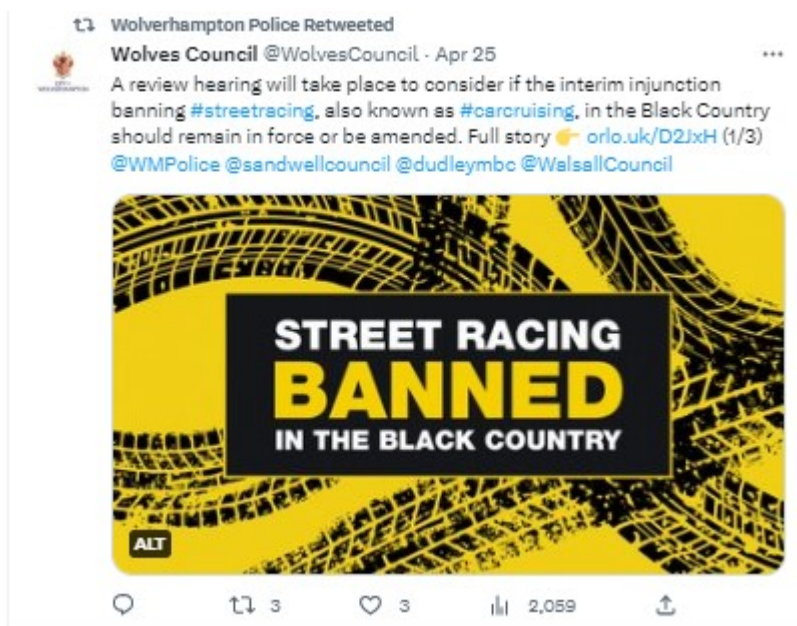 Wolverhampton Police Retweeted
Wolves Council @WolvesCouncil · Apr 25
A review hearing will take place to consider if the interim injunction
banning #streetracing, also known as #carcruising, in the Black Country
should remain in force or be amended. Full story 👉 orlo.uk/D2JxH (1/3)
@WMPolice @sandwellcouncil @dudleymbc @WalsallCouncil
STREET RACING
BANNED
IN THE BLACK COUNTRY
ALT
3 3 2,059